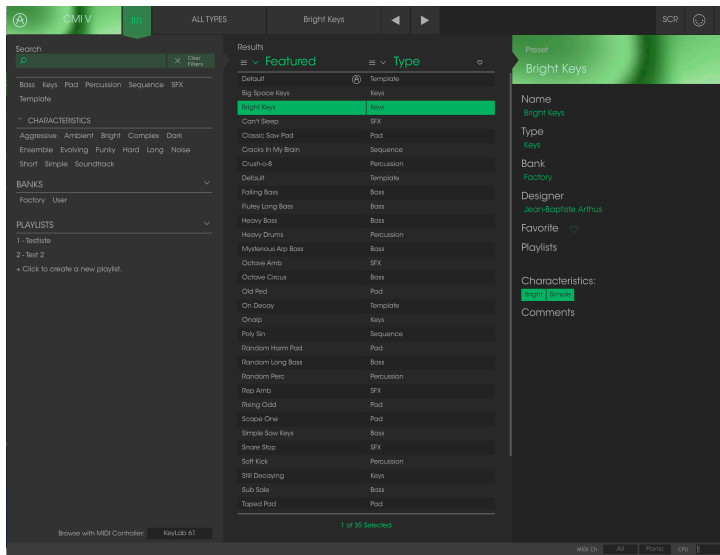 CMI V
ALL TYPES
Bright Keys
SCR
Search
Clear Filters
Bass Keys Pad Percussion Sequence SFX
Template
CHARACTERISTICS
Aggressive Ambient Bright Complex Dark
Ensemble Evolving Funky Hard Long Noise
Short Simple Soundtrack
BANKS
Factory User
PLAYLISTS
1 - Testliste
2 - Test 2
+ Click to create a new playlist.
Browse with MIDI Controller: KeyLab 61
Results
Featured Type
Default Template
Big Space Keys Keys
Bright Keys Keys
Can't Sleep SFX
Classic Saw Pad Pad
Cracks In My Brain Sequence
Crush-o-8 Percussion
Default Template
Falling Bass Bass
Flutey Long Bass Bass
Heavy Bass Bass
Heavy Drums Percussion
Mysterious Arp Bass Bass
Octave Amb SFX
Octave Circus Bass
Old Ped Pad
On Decay Template
Onaip Keys
Poly Sin Sequence
Random Harm Pad Pad
Random Long Bass Bass
Random Perc Percussion
Rep Amb SFX
Rising Odd Pad
Scape One Pad
Simple Saw Keys Bass
Snare Stop SFX
Soft Kick Percussion
Still Decaying Keys
Sub Sale Bass
Taped Pad Pad
1 of 35 Selected
Preset
Bright Keys
Name
Bright Keys
Type
Keys
Bank
Factory
Designer
Jean-Baptiste Arthus
Favorite
Playlists
Characteristics:
Bright Simple
Comments
MIDI Ch All Panic CPU